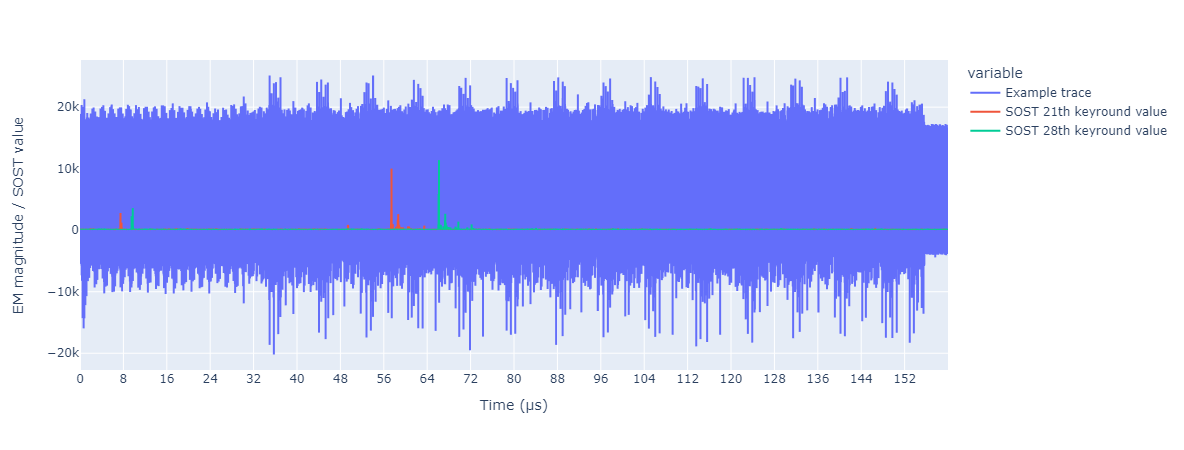 variable
Example trace
SOST 21th keyround value
SOST 28th keyround value
EM magnitude / SOST value
20k
10k
0
−10k
−20k
0 8 16 24 32 40 48 56 64 72 80 88 96 104 112 120 128 136 144 152
Time (μs)